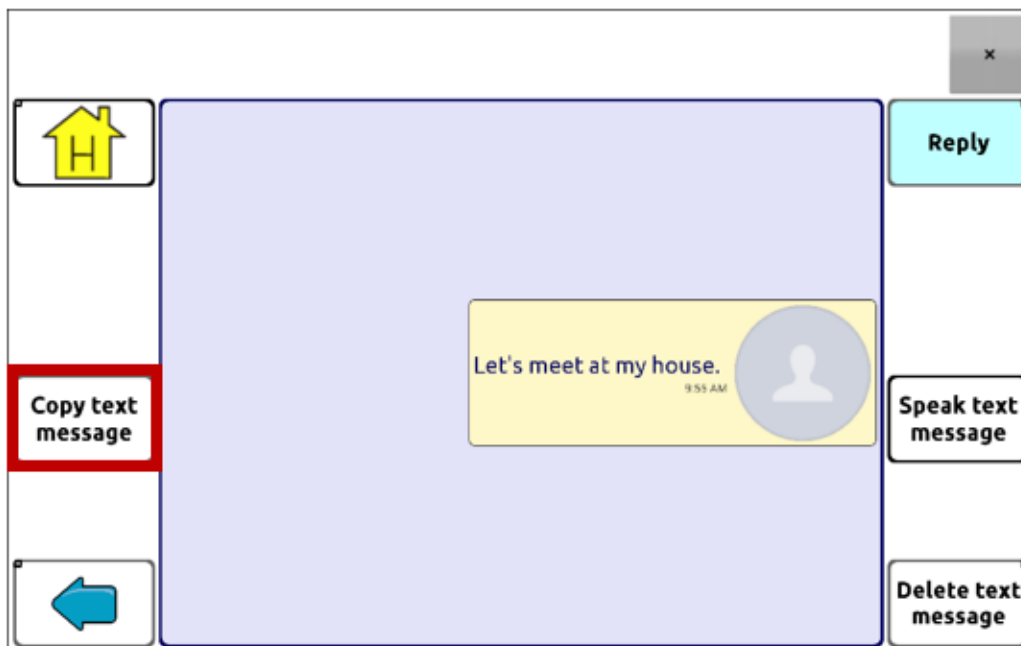 ×
H
Reply
Let's meet at my house.
9:55 AM
Copy text
message
Speak text
message
Delete text
message